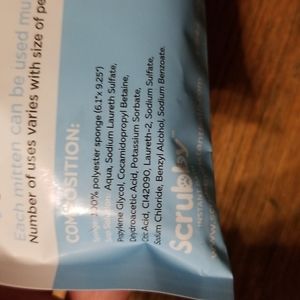 Each mitten can be used mu
Number of uses varies with size of pe
COMPOSITION:
polyester sponge (6.1"x 9.25")
Aqua, Sodium Laureth Sulfate,
Propylene Glycol, Cocamidopropyl Betaine,
Dehydroacetic Acid, Potassium Sorbate,
Citric Acid, CI42090, Laureth-2, Sodium Sulfate,
Sodium Chloride, Benzyl Alcohol, Sodium Benzoate.
Scrubbzz